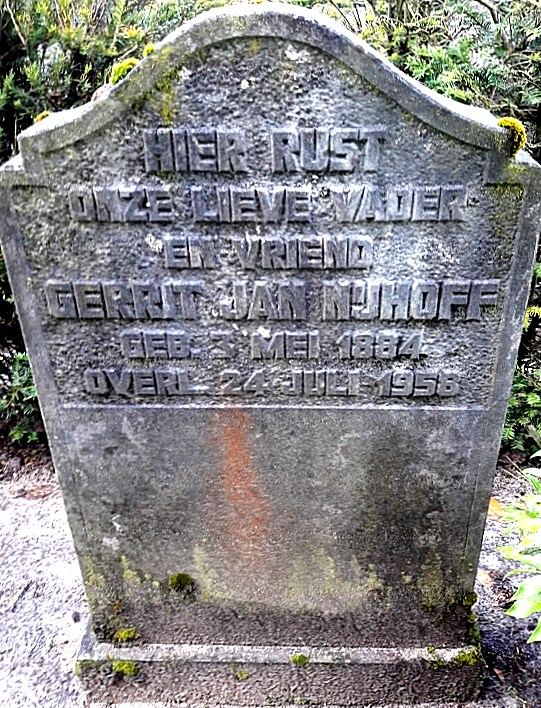 HIER RUST
ONZE LIEVE VADER
EN VRIEND
GERRIT JAN NIJHOFF
GEB. 3 MEI 1884
OVERL. 24 JULI 1958